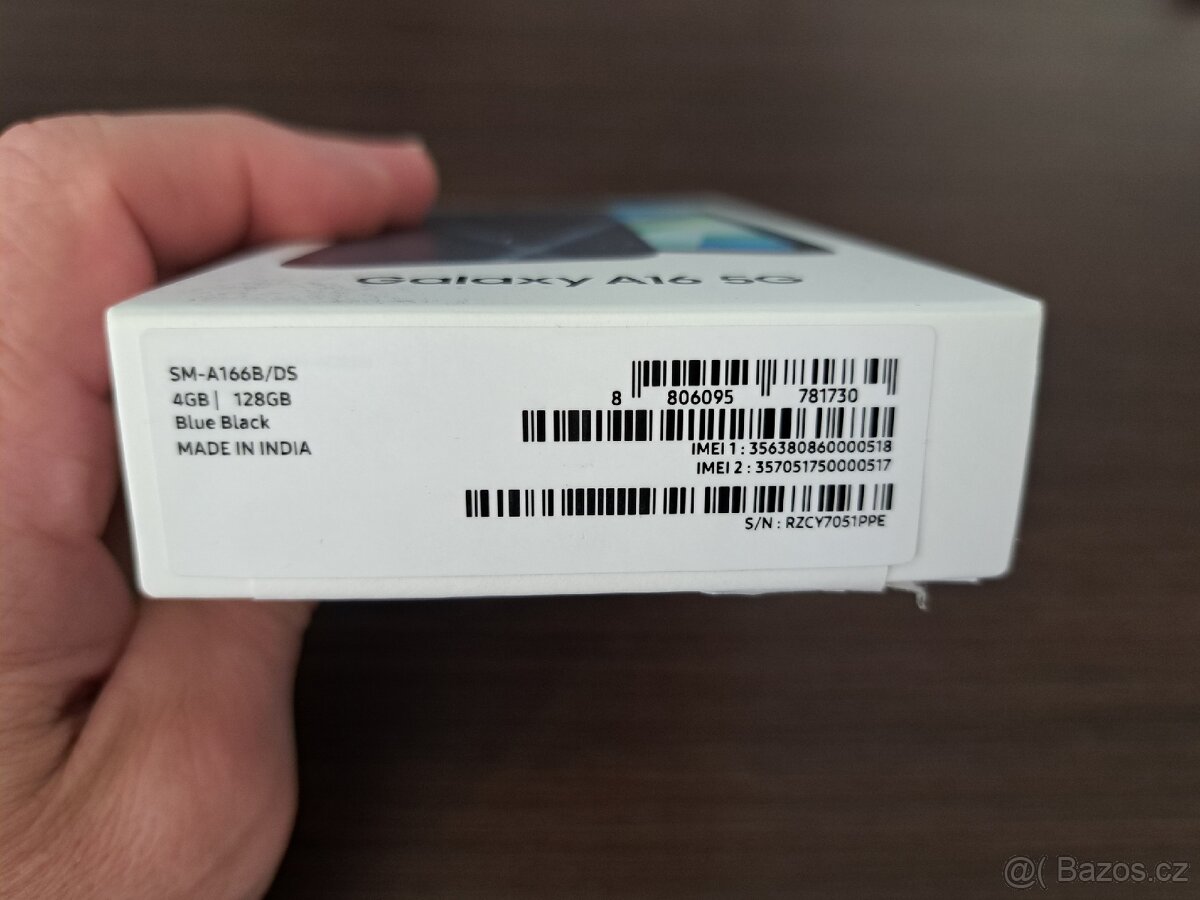 Galaxy A16 5G
SM-A166B/DS
4GB | 128GB
Blue Black
MADE IN INDIA
8 806095 781730
IMEI 1 : 356380860000518
IMEI 2 : 357051750000517
S/N : RZCY7051PPE
@( Bazos.cz